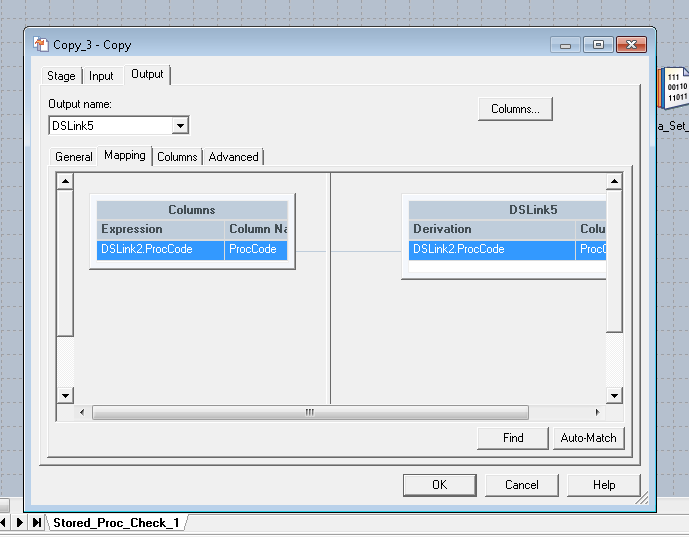 Copy_3 - Copy
Stage Input Output
Output name:
DSLink5
Columns...
General Mapping Columns Advanced
Columns
Expression Column Na
DSLink2.ProcCode ProcCode
DSLink5
Derivation Colu
DSLink2.ProcCode ProcC
Find Auto-Match
OK Cancel Help
111
00110
11011
a_Set_
Stored_Proc_Check_1